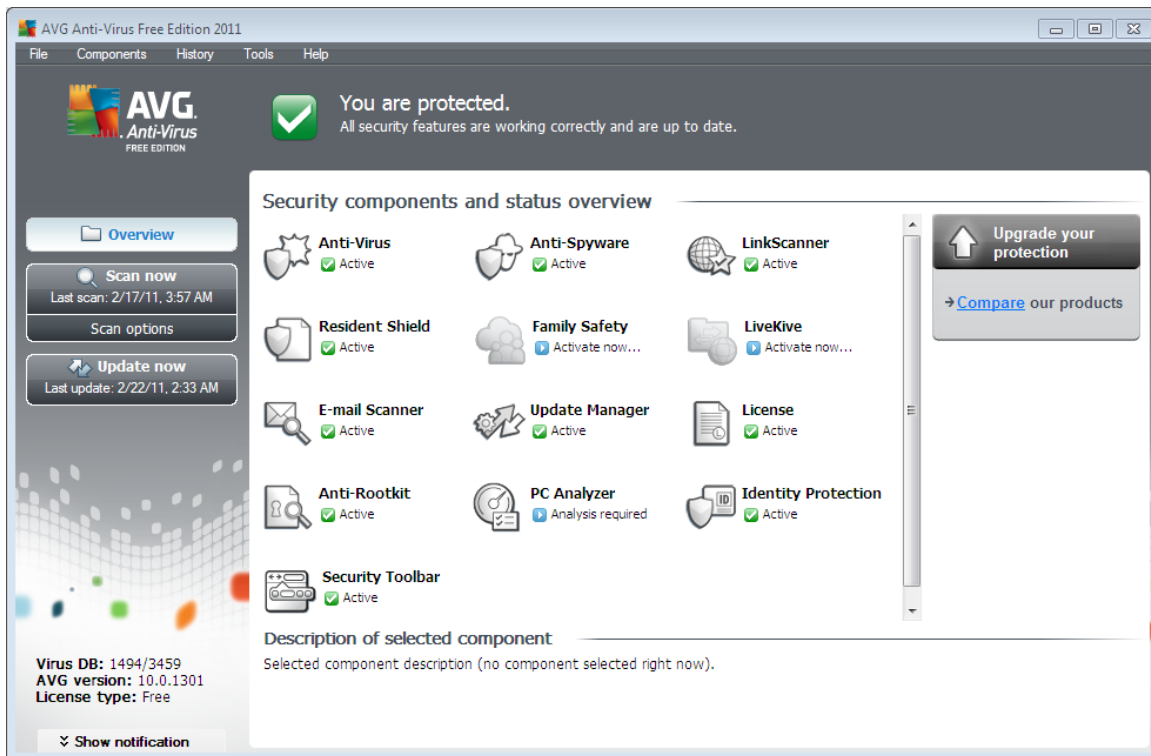 AVG Anti-Virus Free Edition 2011
File Components History Tools Help
AVG.
Anti-Virus
FREE EDITION
You are protected.
All security features are working correctly and are up to date.
Overview
Scan now
Last scan: 2/17/11, 3:57 AM
Scan options
Update now
Last update: 2/22/11, 2:33 AM
Security components and status overview
Anti-Virus
Active
Anti-Spyware
Active
LinkScanner
Active
Resident Shield
Active
Family Safety
Activate now...
LiveKive
Activate now...
E-mail Scanner
Active
Update Manager
Active
License
Active
Anti-Rootkit
Active
PC Analyzer
Analysis required
ID
Identity Protection
Active
Security Toolbar
Active
Upgrade your
protection
Compare our products
Description of selected component
Selected component description (no component selected right now).
Virus DB: 1494/3459
AVG version: 10.0.1301
License type: Free
Show notification